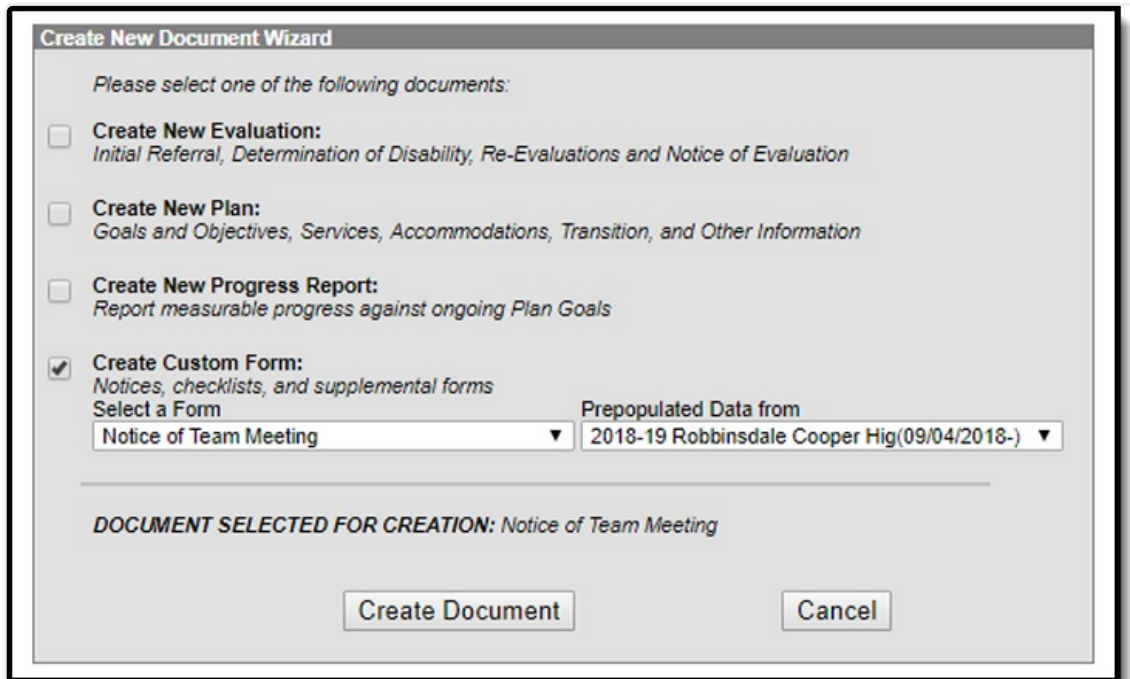 Create New Document Wizard
Please select one of the following documents:
Create New Evaluation:
Initial Referral, Determination of Disability, Re-Evaluations and Notice of Evaluation
Create New Plan:
Goals and Objectives, Services, Accommodations, Transition, and Other Information
Create New Progress Report:
Report measurable progress against ongoing Plan Goals
Create Custom Form:
Notices, checklists, and supplemental forms
Select a Form Prepopulated Data from
Notice of Team Meeting 2018-19 Robbinsdale Cooper Hig(09/04/2018-)
DOCUMENT SELECTED FOR CREATION: Notice of Team Meeting
Create Document Cancel